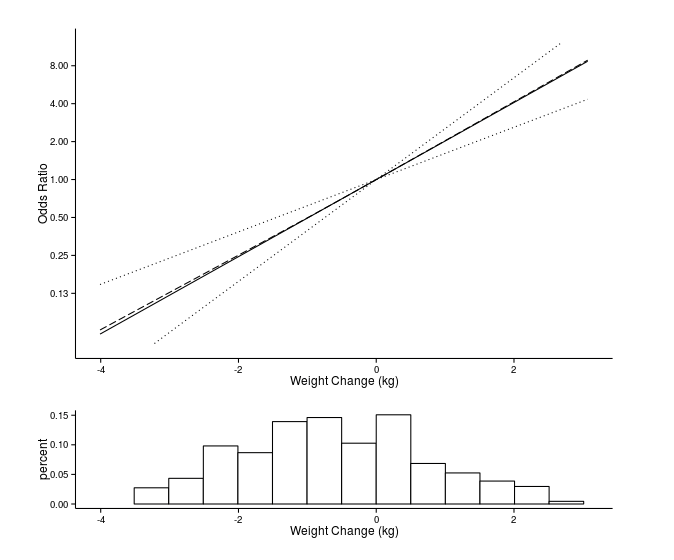 8.00
4.00
2.00
1.00
0.50
0.25
0.13
Odds Ratio
-4 -2 0 2
Weight Change (kg)
0.15
0.10
0.05
0.00
percent
-4 -2 0 2
Weight Change (kg)